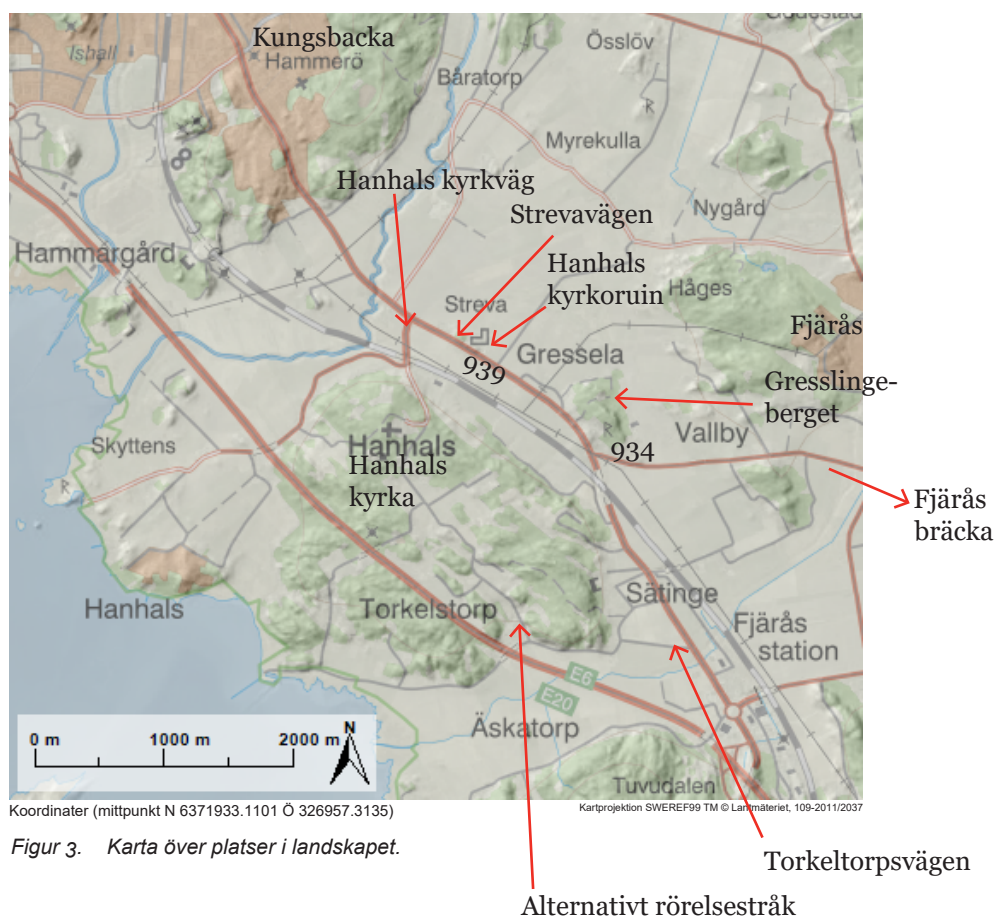 Godestad
Kungsbacka
Ishall
Hammerö
Össlöv
Båratorp
R
Myrekulla
Hanhals kyrkväg
Nygård
Strevavägen
Hammargård
Hanhals
kyrkoruin
Håges
Streva
Fjärås
Gressela
939
Gresslinge-
berget
Skyttens
Hanhals
R
Vallby
934
Hanhals
kyrka
R
Fjärås
bräcka
Hanhals
Torkelstorp
Sätinge
Fjärås
station
E6
E20
Äskatorp
0 m 1000 m 2000 m N
Tuvudalen
Koordinater (mittpunkt N 6371933.1101 Ö 326957.3135)
Kartprojektion SWEREF99 TM © Lantmäteriet, 109-2011/2037
Figur 3. Karta över platser i landskapet.
Torkeltorpsvägen
Alternativt rörelsestråk